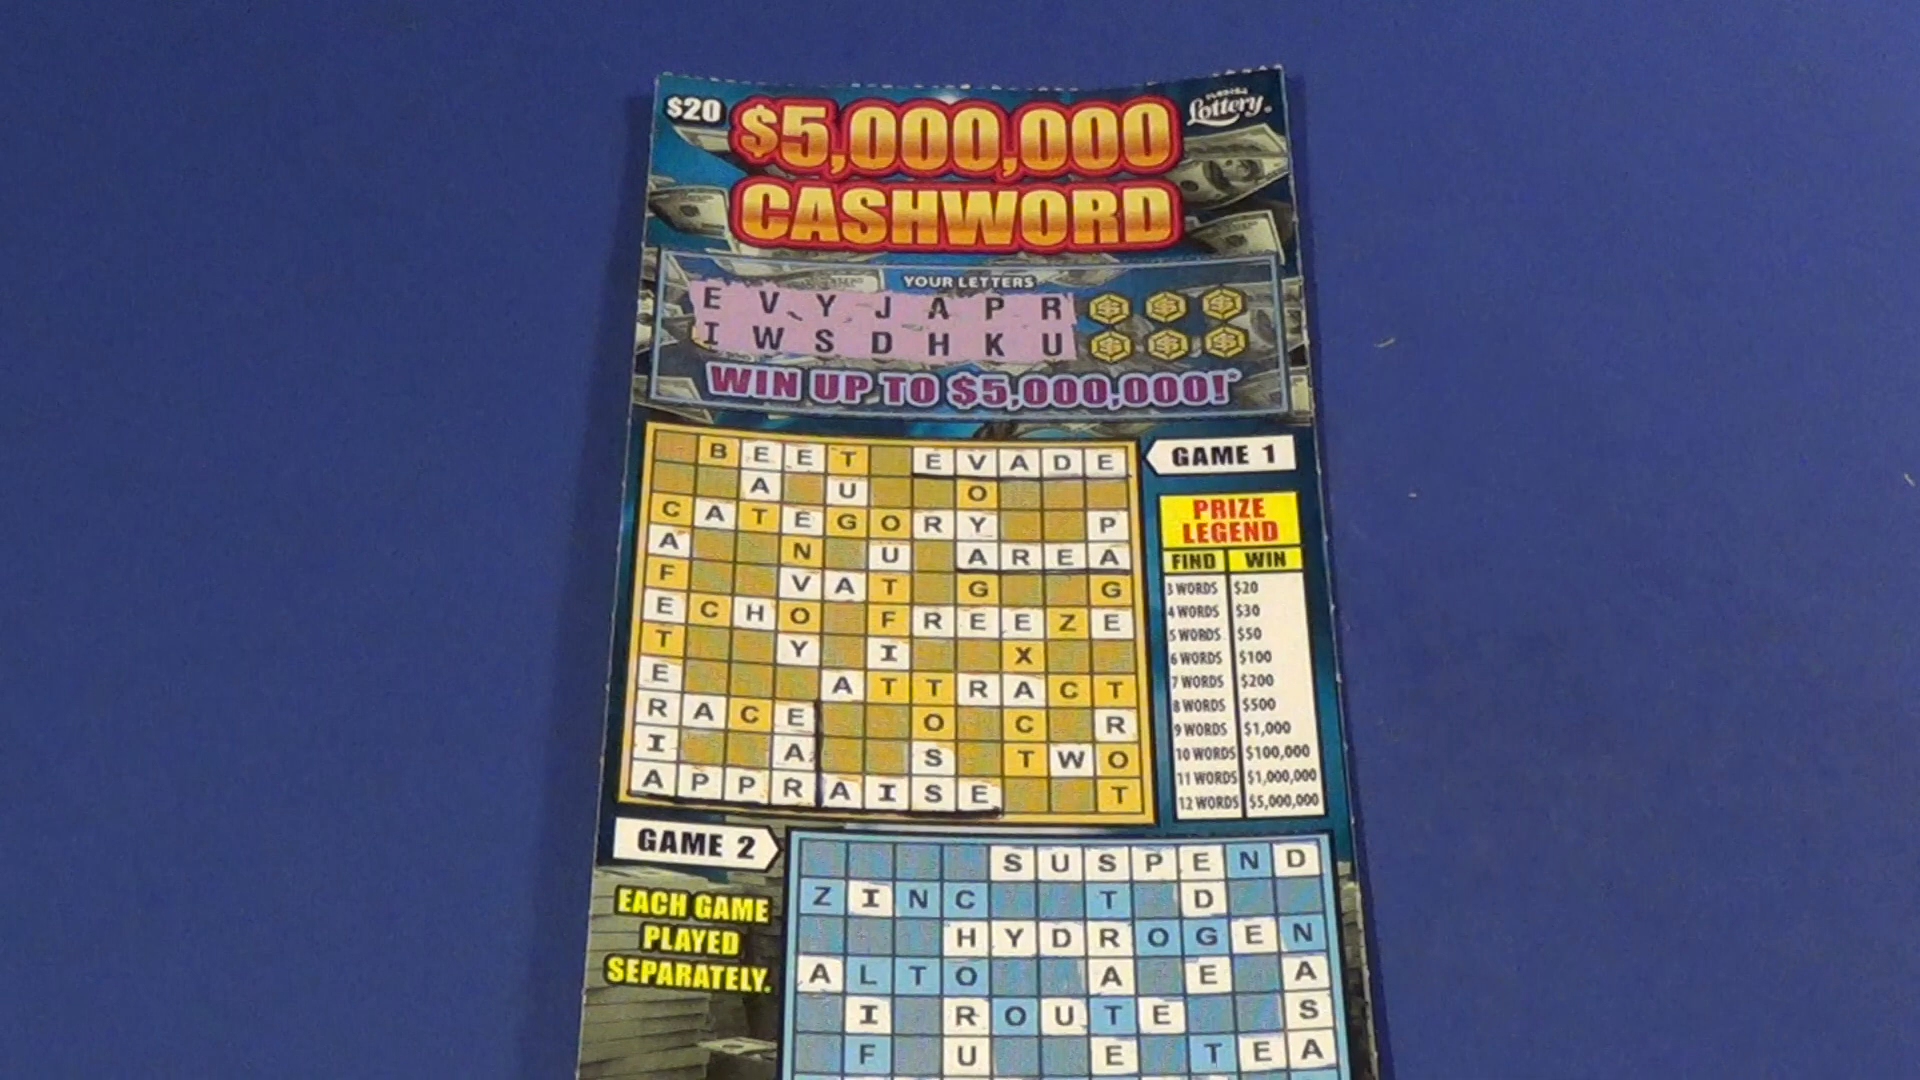 $20
$5,000,000
FLORIDA
Lottery
CASHWORD
YOUR LETTERS
E V Y J A P R
I W S D H K U
WIN UP TO $5,000,000!*
GAME 1
B E E T E V A D E
A U O
C A T E G O R Y P
A N U A R E A
F V A T G G
E C H O F R E E Z E
T Y I X
E A T T R A C T
R A C E O C R
I A S T W O
A P P R A I S E T
PRIZE
LEGEND
FIND WIN
3 WORDS $20
4 WORDS $30
5 WORDS $50
6 WORDS $100
7 WORDS $200
8 WORDS $500
9 WORDS $1,000
10 WORDS $100,000
11 WORDS $1,000,000
12 WORDS $5,000,000
GAME 2
EACH GAME
PLAYED
SEPARATELY.
S U S P E N D
Z I N C T D
H Y D R O G E N
A L T O A E A
I R O U T E S
F U E T E A